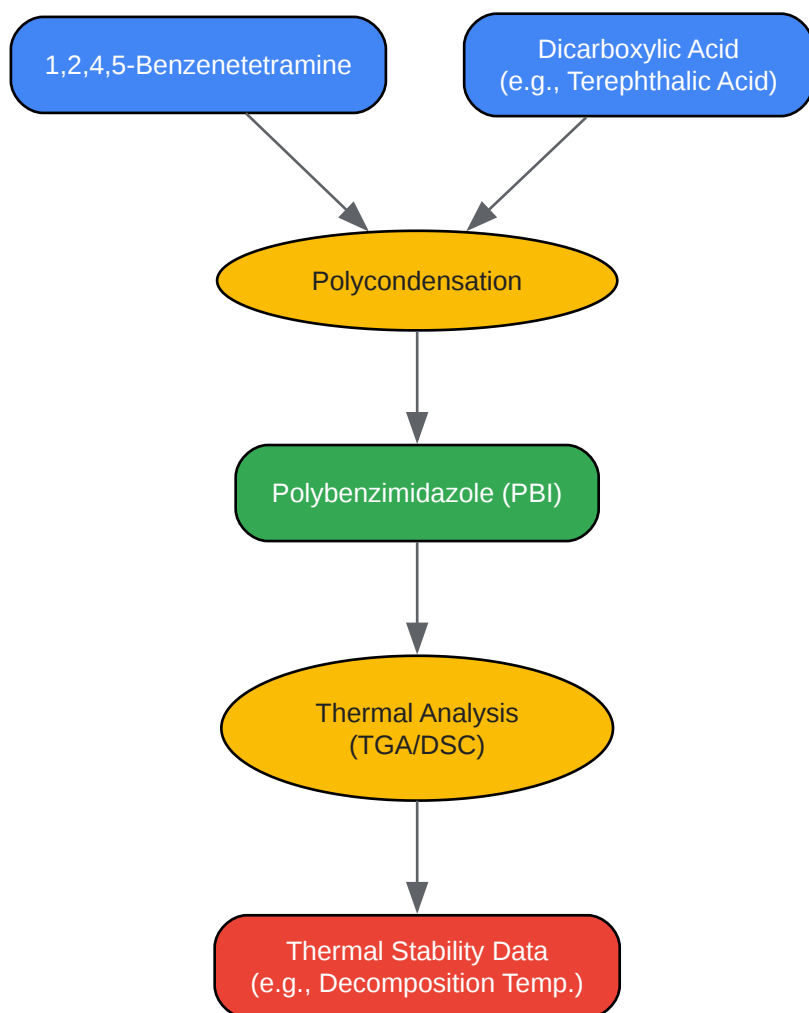 1,2,4,5-Benzenetetramine
Dicarboxylic Acid
(e.g., Terephthalic Acid)
Polycondensation
Polybenzimidazole (PBI)
Thermal Analysis
(TGA/DSC)
Thermal Stability Data
(e.g., Decomposition Temp.)